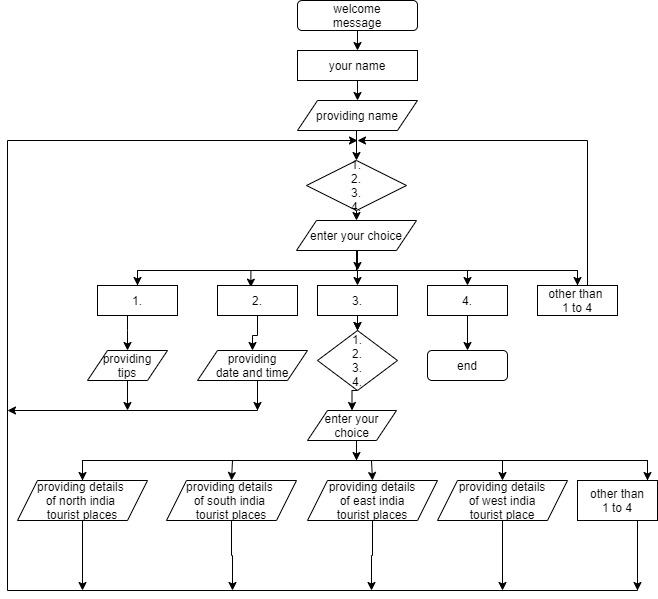 welcome
message
your name
providing name
1.
2.
3.
4.
enter your choice
1.
2.
3.
4.
other than
1 to 4
providing
tips
providing
date and time
1.
2.
3.
4.
end
enter your
choice
providing details
of north india
tourist places
providing details
of south india
tourist places
providing details
of east india
tourist places
providing details
of west india
tourist place
other than
1 to 4